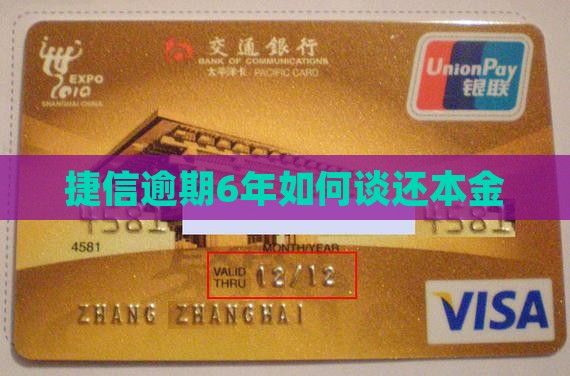 EXPO
2010
SHANGHAI CHINA
交通銀行
BANK OF COMMUNICATIONS
太平洋卡 PACIFIC CARD
UnionPay
银联
捷信逾期6年如何谈还本金
4581
4581
MONTH/YEAR
VALID
THRU
12/12
ZHANG ZHANGHAI
VISA